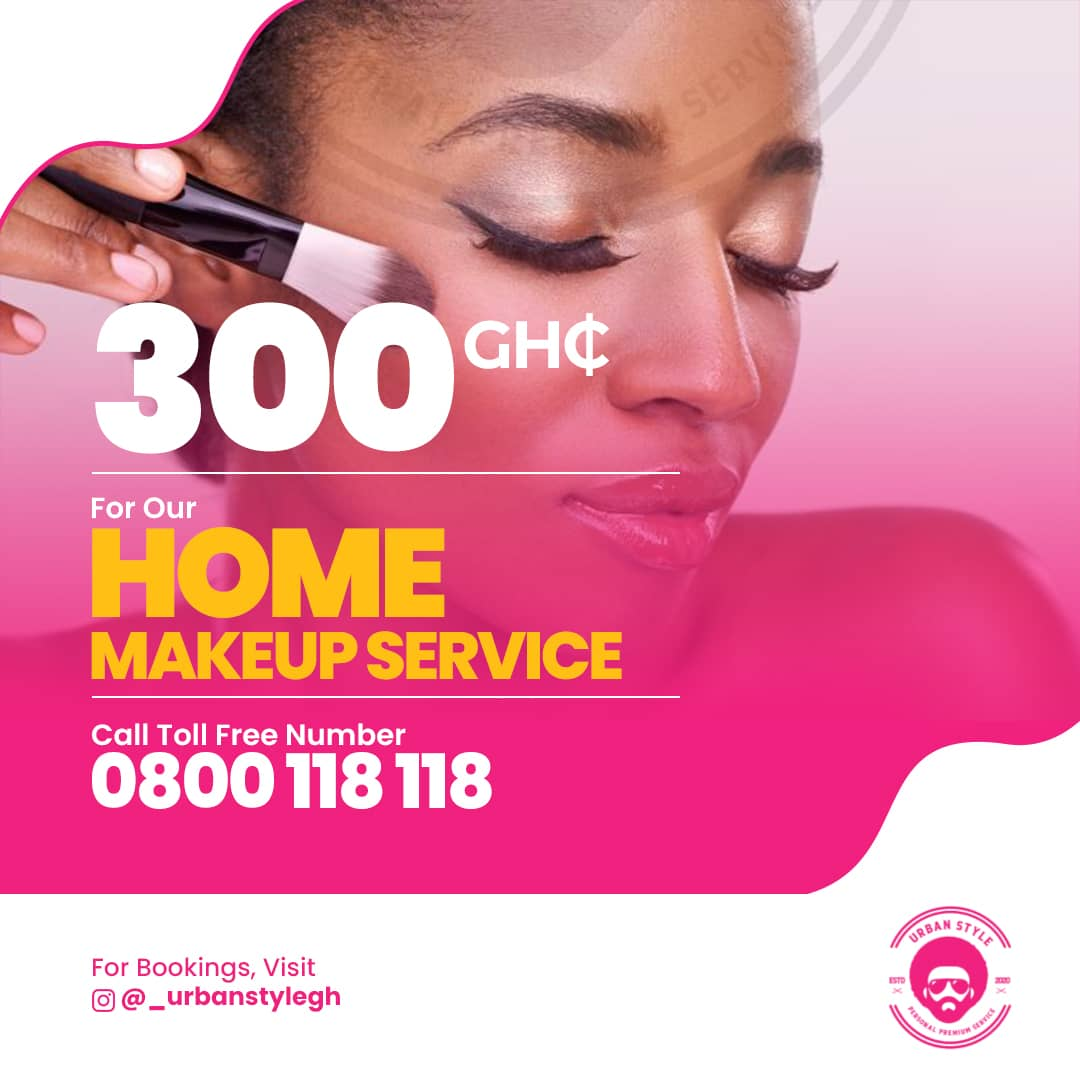 300 GH₵
For Our
HOME
MAKEUP SERVICE
Call Toll Free Number
0800 118 118
For Bookings, Visit
@_urbanstylegh
URBAN STYLE
ESTD 2020
PERSONAL PREMIUM SERVICE